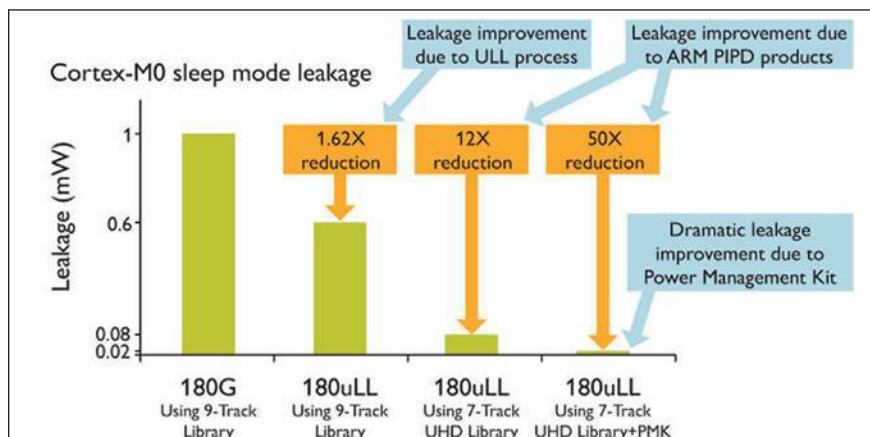 Leakage improvement
due to ULL process
Leakage improvement due
to ARM PIPD products
Cortex-M0 sleep mode leakage
Leakage (mW)
1
0.6
0.08
0.02
1.62X
reduction
12X
reduction
50X
reduction
Dramatic leakage
improvement due to
Power Management Kit
180G
Using 9-Track
Library
180uLL
Using 9-Track
Library
180uLL
Using 7-Track
UHD Library
180uLL
Using 7-Track
UHD Library+PMK